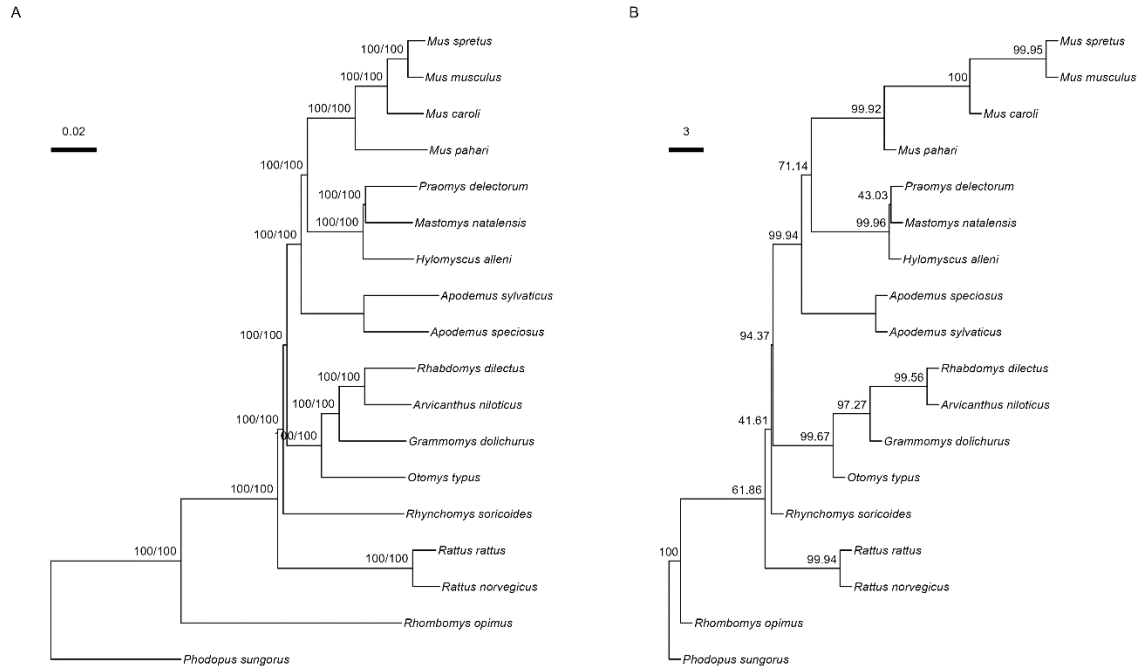 A
Mus spretus
100/100
Mus musculus
100/100
Mus caroli
100/100
0.02
Mus pahari
100/100
Praomys delectorum
100/100
Mastomys natalensis
100/100
Hylomyscus alleni
100/100
Apodemus sylvaticus
Apodemus speciosus
100/100
Rhabdomys dilectus
100/100
Arvicanthus niloticus
100/100
100/100
100/100
Grammomys dolichurus
Otomys typus
100/100
Rhynchomys soricoides
Rattus rattus
100/100
100/100
Rattus norvegicus
Rhombomys opimus
Phodopus sungorus
B
Mus spretus
99.95
Mus musculus
100
Mus caroli
99.92
3
Mus pahari
71.14
Praomys delectorum
43.03
Mastomys natalensis
99.96
99.94
Hylomyscus alleni
Apodemus speciosus
Apodemus sylvaticus
94.37
Rhabdomys dilectus
99.56
Arvicanthus niloticus
97.27
41.61
Grammomys dolichurus
99.67
Otomys typus
61.86
Rhynchomys soricoides
Rattus rattus
100
99.94
Rattus norvegicus
Rhombomys opimus
Phodopus sungorus